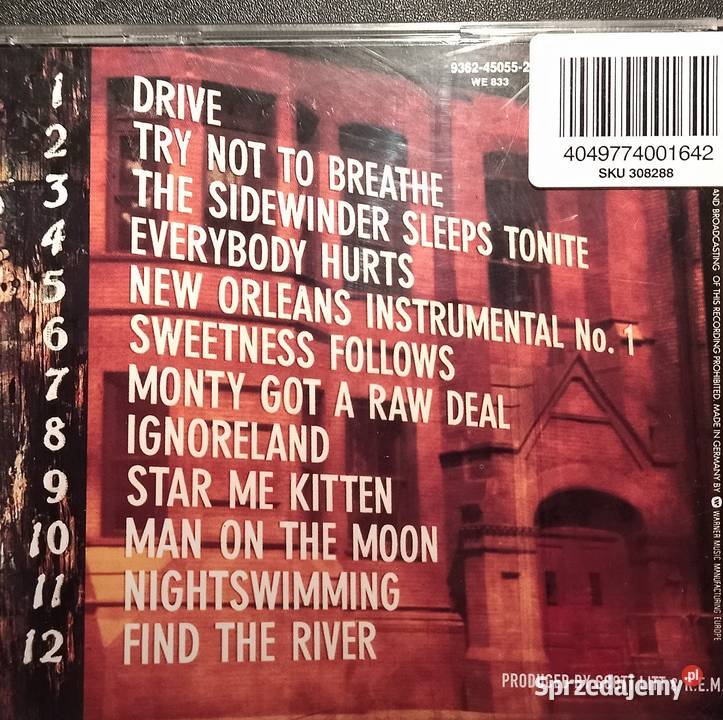 9362-45055-2
WE 833
4049774001642
SKU 308288
1 DRIVE
2 TRY NOT TO BREATHE
3 THE SIDEWINDER SLEEPS TONITE
4 EVERYBODY HURTS
5 NEW ORLEANS INSTRUMENTAL No. 1
6 SWEETNESS FOLLOWS
7 MONTY GOT A RAW DEAL
8 IGNORELAND
9 STAR ME KITTEN
10 MAN ON THE MOON
11 NIGHTSWIMMING
12 FIND THE RIVER
PRODUCED BY SCOTT LITT & R.E.M.
Sprzedajemy.pl
AND BROADCASTING OF THIS RECORDING PROHIBITED. MADE IN GERMANY BY WARNER MUSIC MANUFACTURING EUROPE